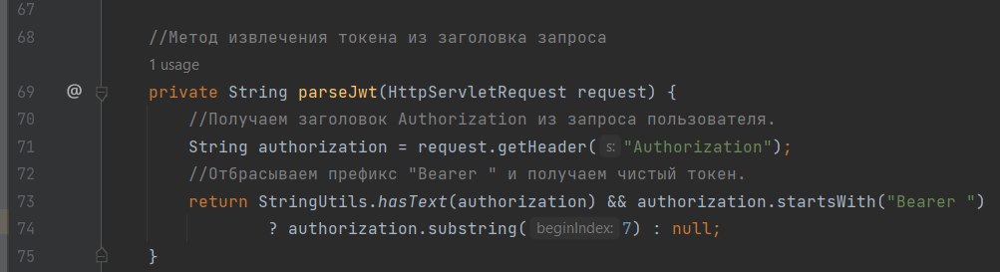 67
68 //Метод извлечения токена из заголовка запроса
1 usage
69 @ private String parseJwt(HttpServletRequest request) {
70 //Получаем заголовок Authorization из запроса пользователя.
71 String authorization = request.getHeader( s: "Authorization");
72 //Отбрасываем префикс "Bearer " и получаем чистый токен.
73 return StringUtils.hasText(authorization) && authorization.startsWith("Bearer ")
74 ? authorization.substring( beginIndex: 7) : null;
75 }